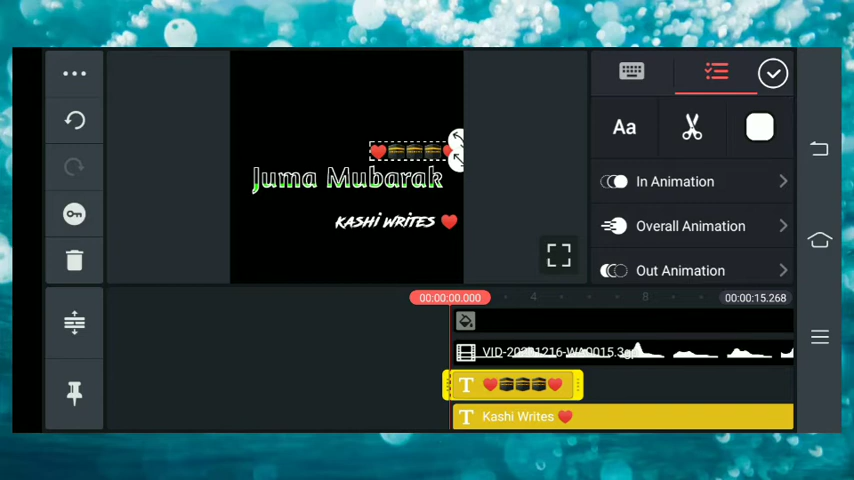 ♥️🕋🕋🕋♥️
Juma Mubarak
KASHI WRITES ♥️
Aa
In Animation
Overall Animation
Out Animation
00:00:00.000
4
8
00:00:15.268
T ♥️🕋🕋🕋♥️
T Kashi Writes ♥️